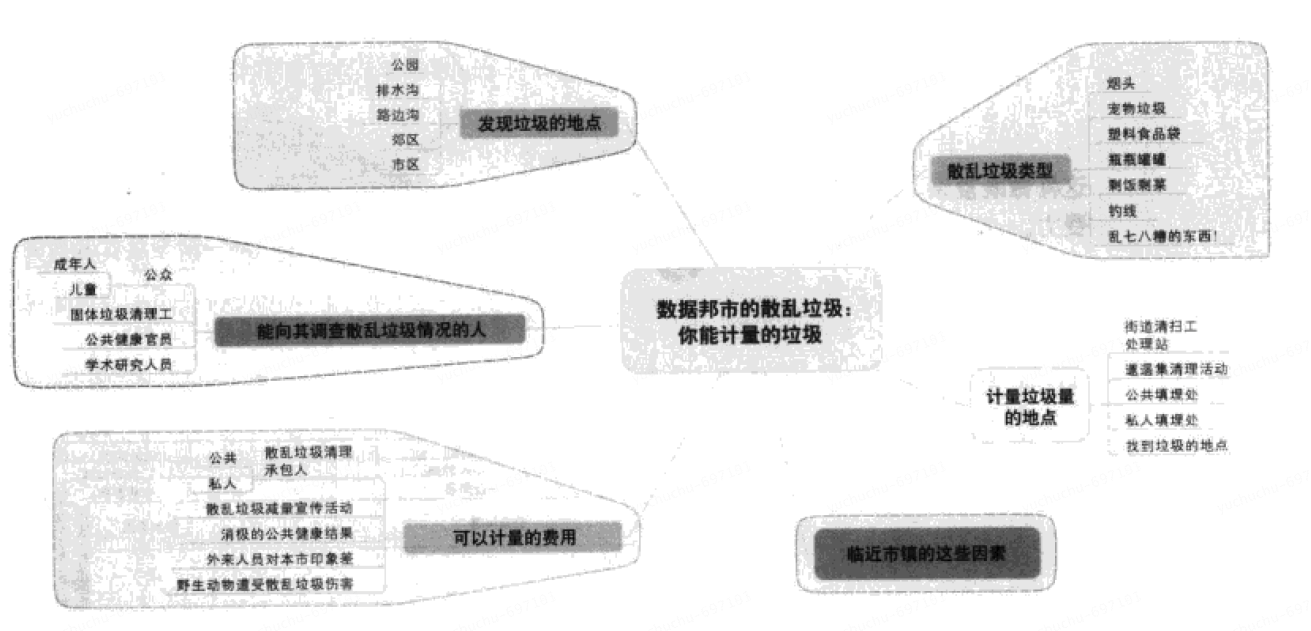 公园
排水沟
路边沟
郊区
市区
发现垃圾的地点
烟头
宠物垃圾
塑料食品袋
瓶瓶罐罐
剩饭剩菜
钓线
乱七八糟的东西！
散乱垃圾类型
成年人
儿童
公众
固体垃圾清理工
公共健康官员
学术研究人员
能向其调查散乱垃圾情况的人
数据邦市的散乱垃圾：
你能计量的垃圾
街道清扫工
处理站
邋遢集清理活动
公共填埋处
私人填埋处
找到垃圾的地点
计量垃圾量
的地点
公共
私人
散乱垃圾清理
承包人
散乱垃圾减量宣传活动
消极的公共健康结果
外来人员对本市印象差
野生动物遭受散乱垃圾伤害
可以计量的费用
临近市镇的这些因素